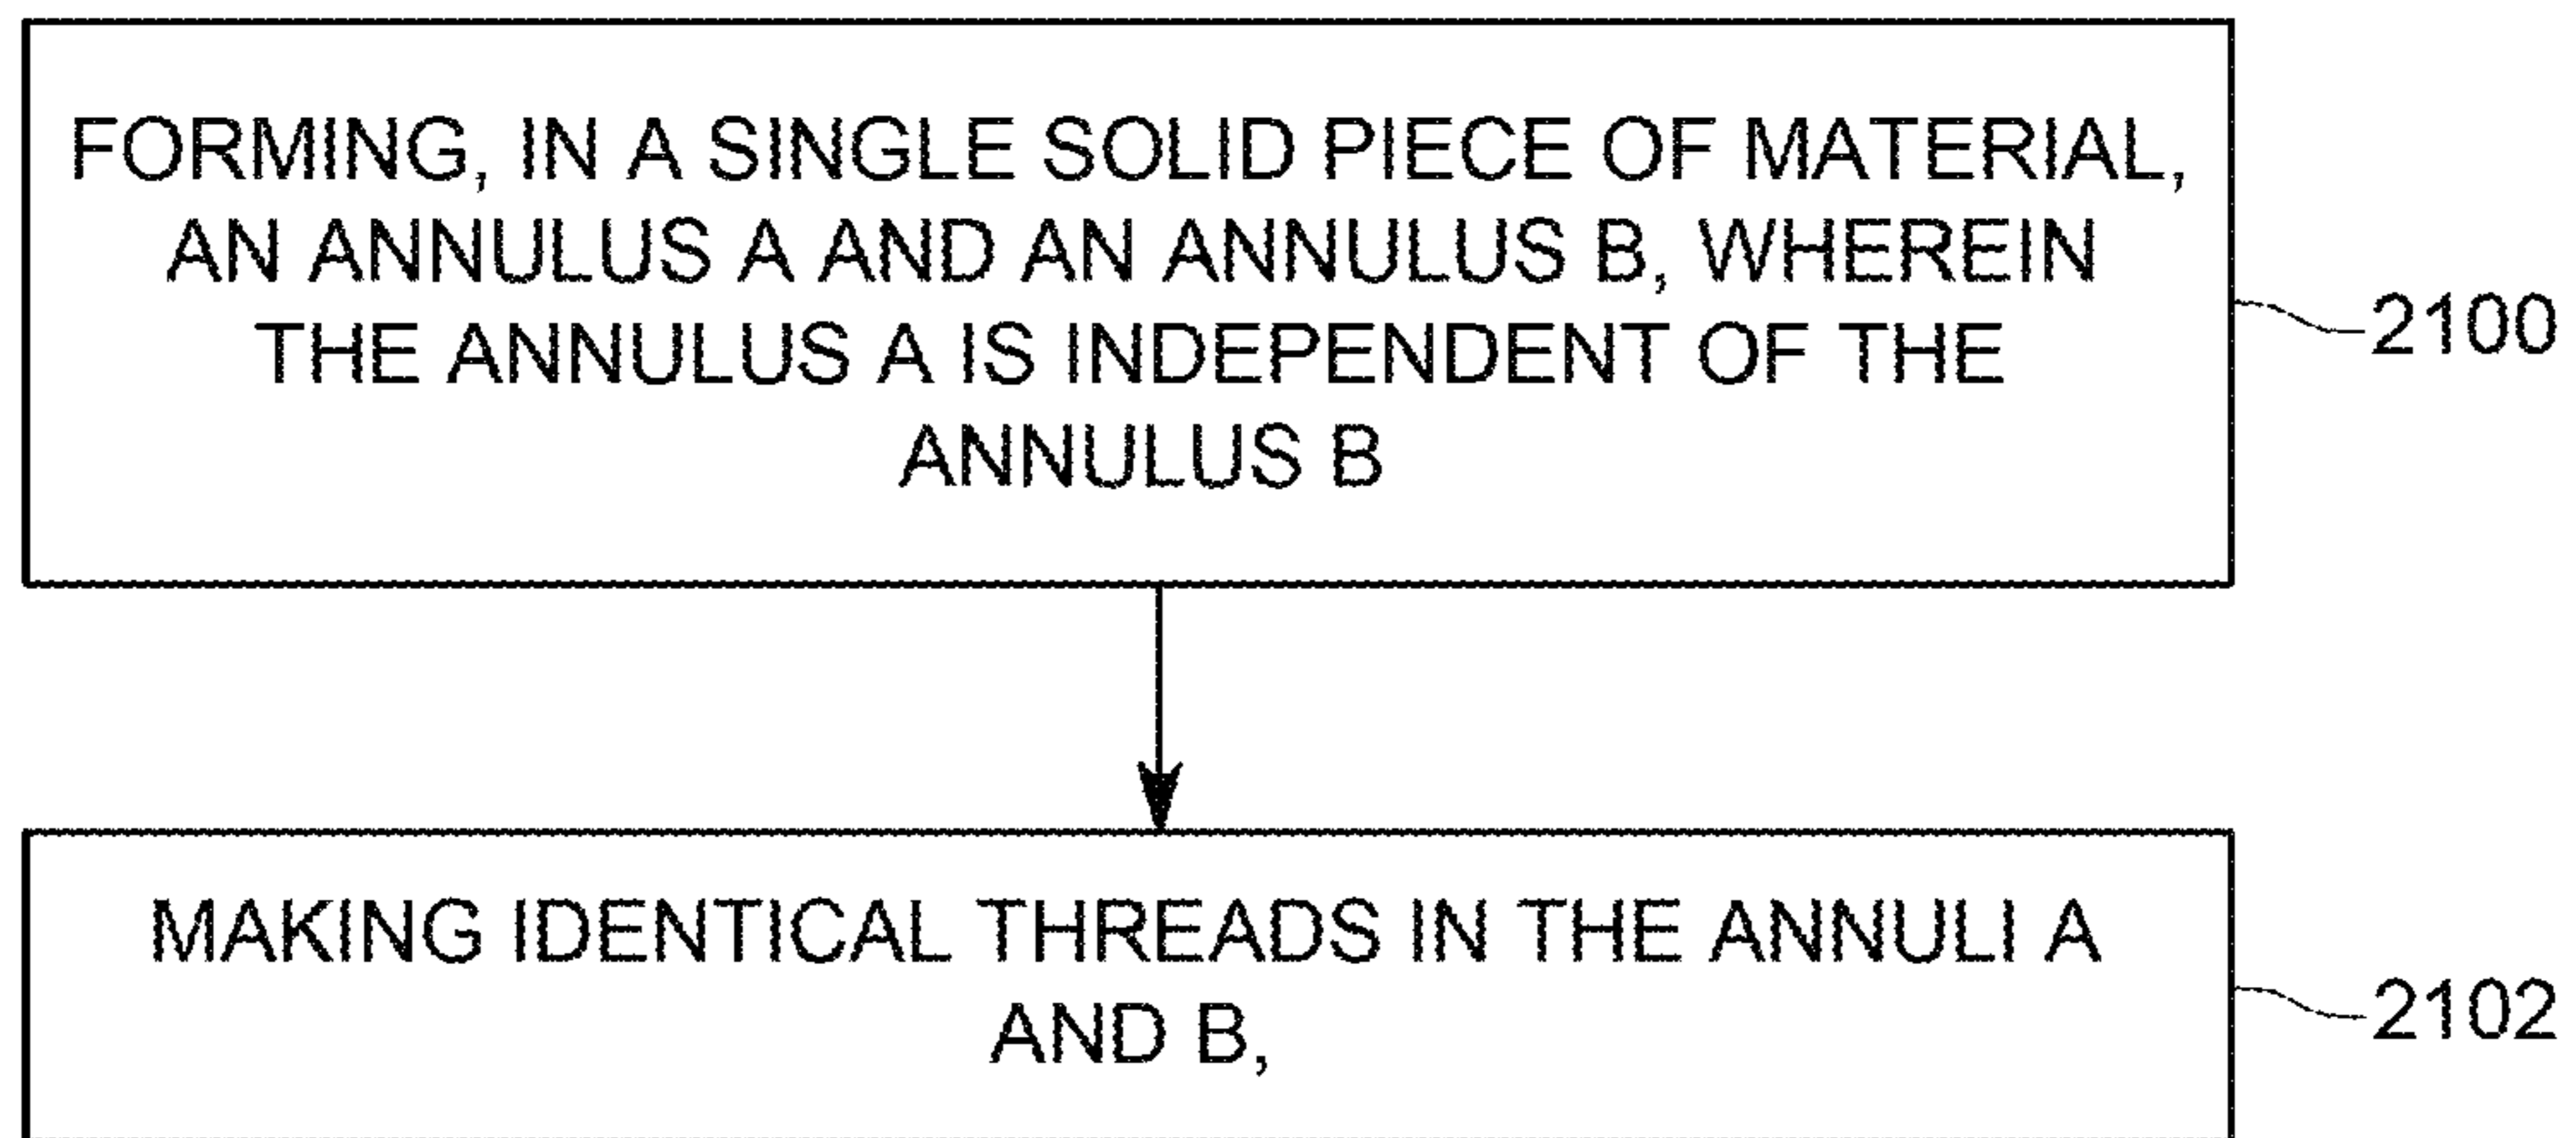 FORMING, IN A SINGLE SOLID PIECE OF MATERIAL,
AN ANNULUS A AND AN ANNULUS B, WHEREIN
THE ANNULUS A IS INDEPENDENT OF THE
ANNULUS B
2100
MAKING IDENTICAL THREADS IN THE ANNULI A
AND B,
2102